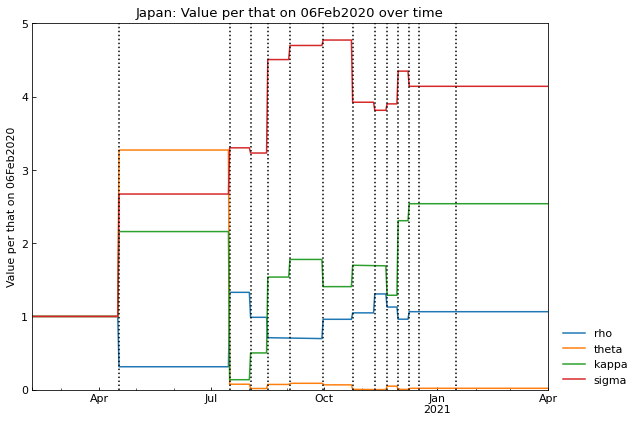 Japan: Value per that on 06Feb2020 over time
Value per that on 06Feb2020
5
4
3
2
1
0
Apr
Jul
Oct
Jan
2021
Apr
rho
theta
kappa
sigma